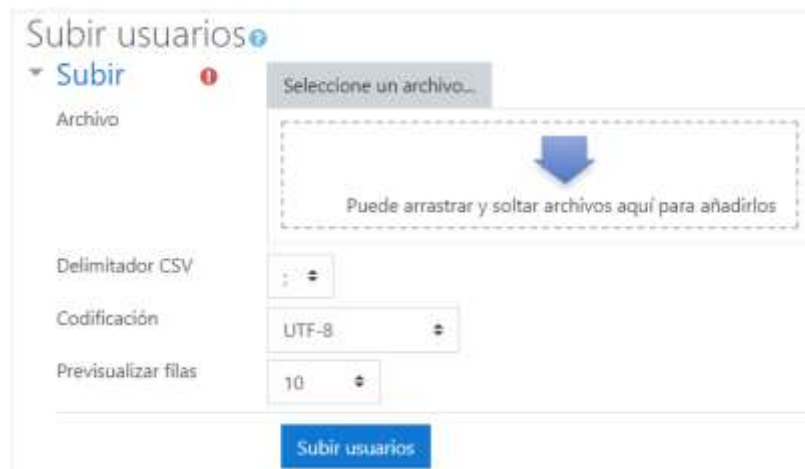 Subir usuarios
Subir
Seleccione un archivo...
Archivo
Puede arrastrar y soltar archivos aquí para añadirlos
Delimitador CSV
;
Codificación
UTF-8
Previsualizar filas
10
Subir usuarios